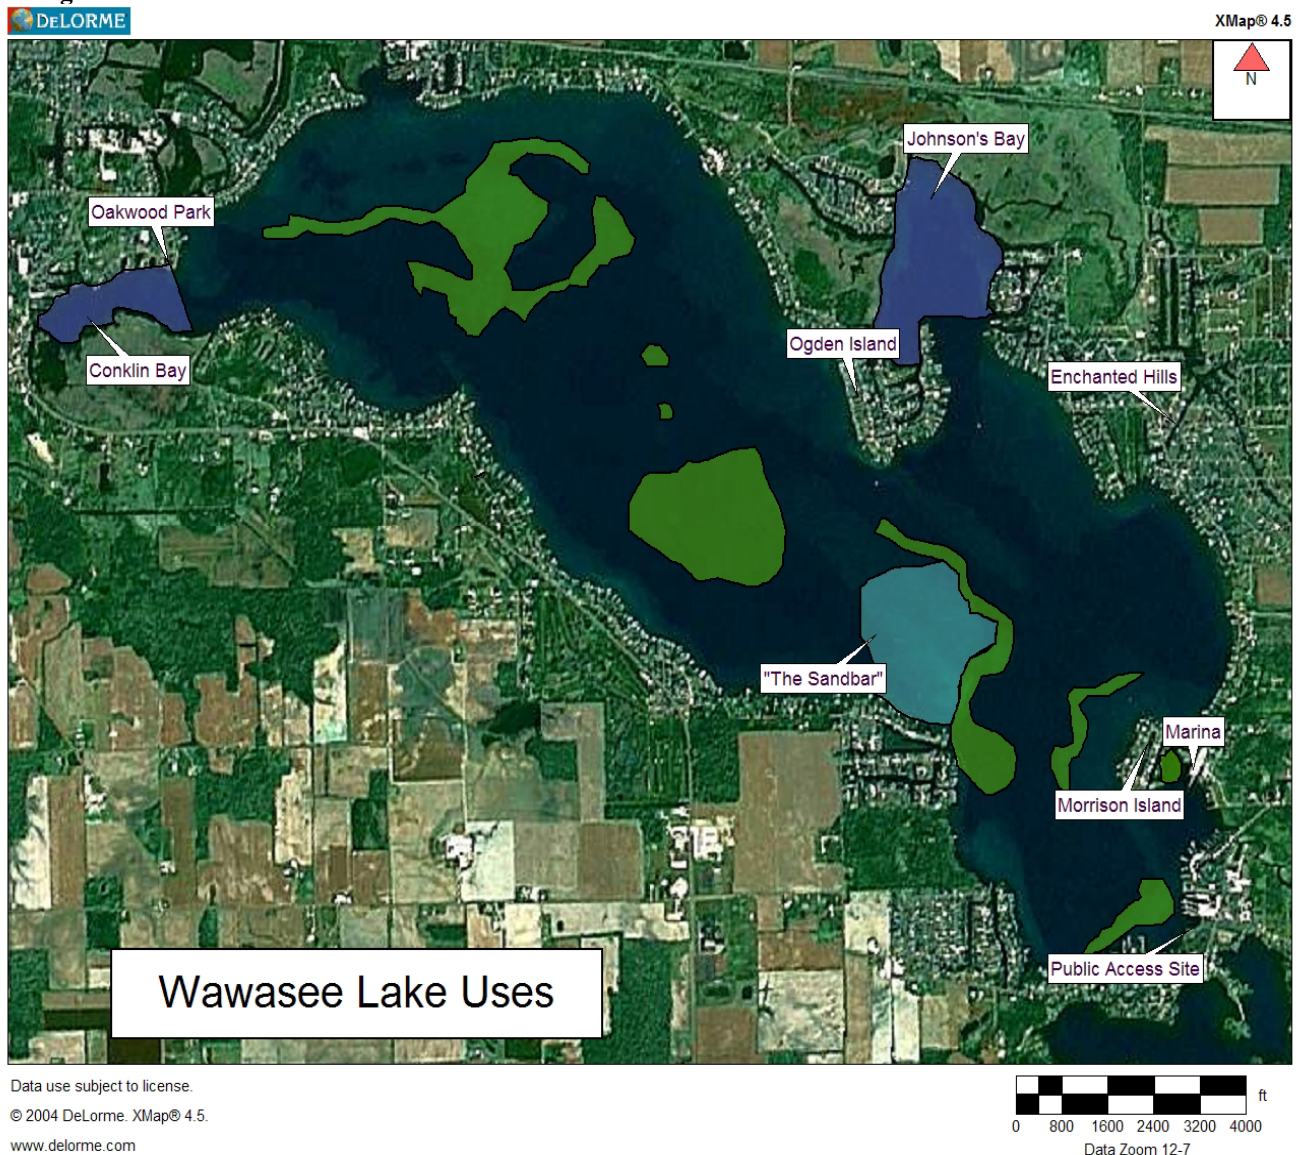 DELORME
XMap® 4.5
N
Johnson's Bay
Oakwood Park
Ogden Island
Conklin Bay
Enchanted Hills
"The Sandbar"
Marina
Morrison Island
Public Access Site
Wawasee Lake Uses
Data use subject to license.
© 2004 DeLorme. XMap® 4.5.
www.delorme.com
ft
0 800 1600 2400 3200 4000
Data Zoom 12-7